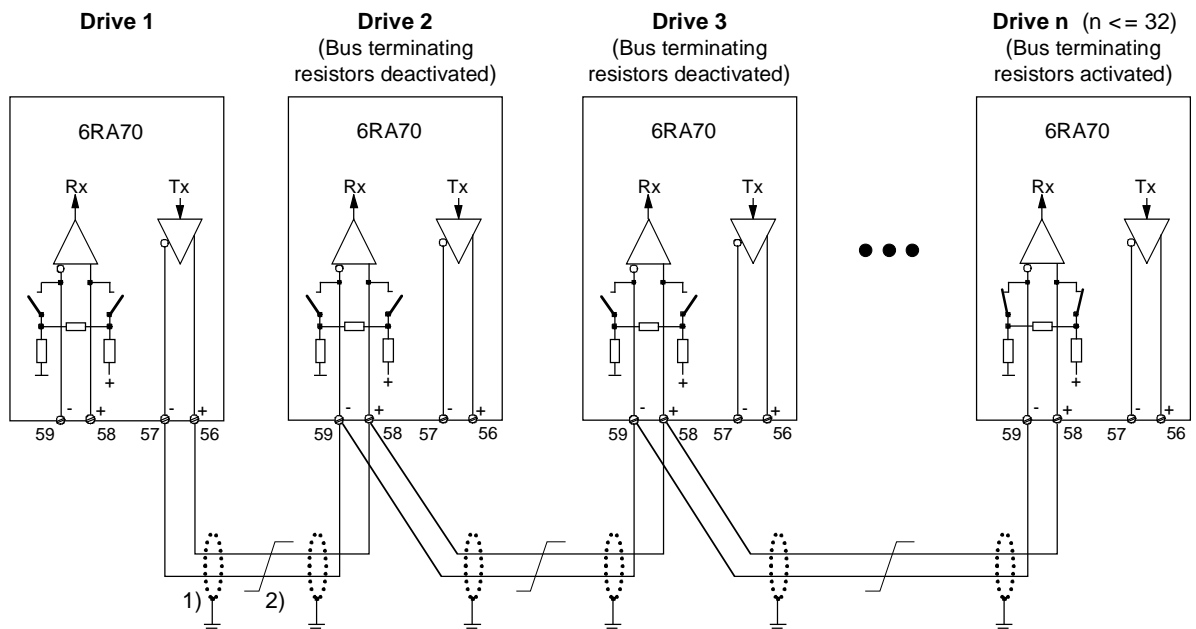 Drive 1
Drive 2
(Bus terminating
resistors deactivated)
Drive 3
(Bus terminating
resistors deactivated)
Drive n (n < = 32)
(Bus terminating
resistors activated)
6RA70
6RA70
6RA70
6RA70
Rx Tx
Rx Tx
Rx Tx
Rx Tx
+
+
+
+
- + - +
- + - +
- + - +
- + - +
59 58 57 56
59 58 57 56
59 58 57 56
59 58 57 56
1) 2)